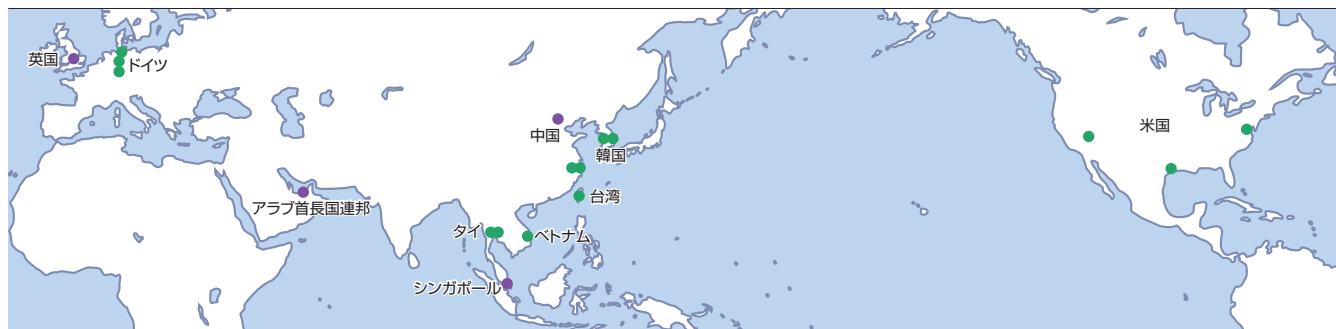 英国
ドイツ
中国
韓国
米国
台湾
アラブ首長国連邦
タイ
ベトナム
シンガポール